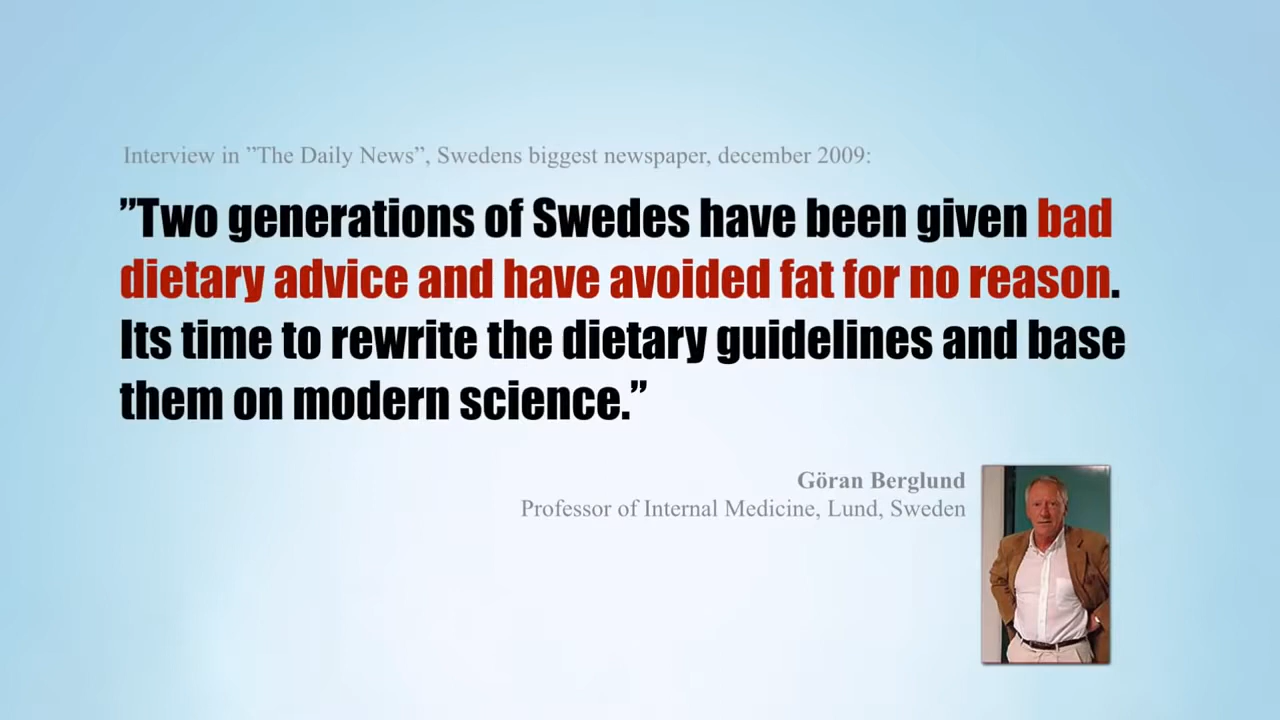 Interview in ”The Daily News”, Swedens biggest newspaper, december 2009:
”Two generations of Swedes have been given bad
dietary advice and have avoided fat for no reason.
Its time to rewrite the dietary guidelines and base
them on modern science.”
Göran Berglund
Professor of Internal Medicine, Lund, Sweden